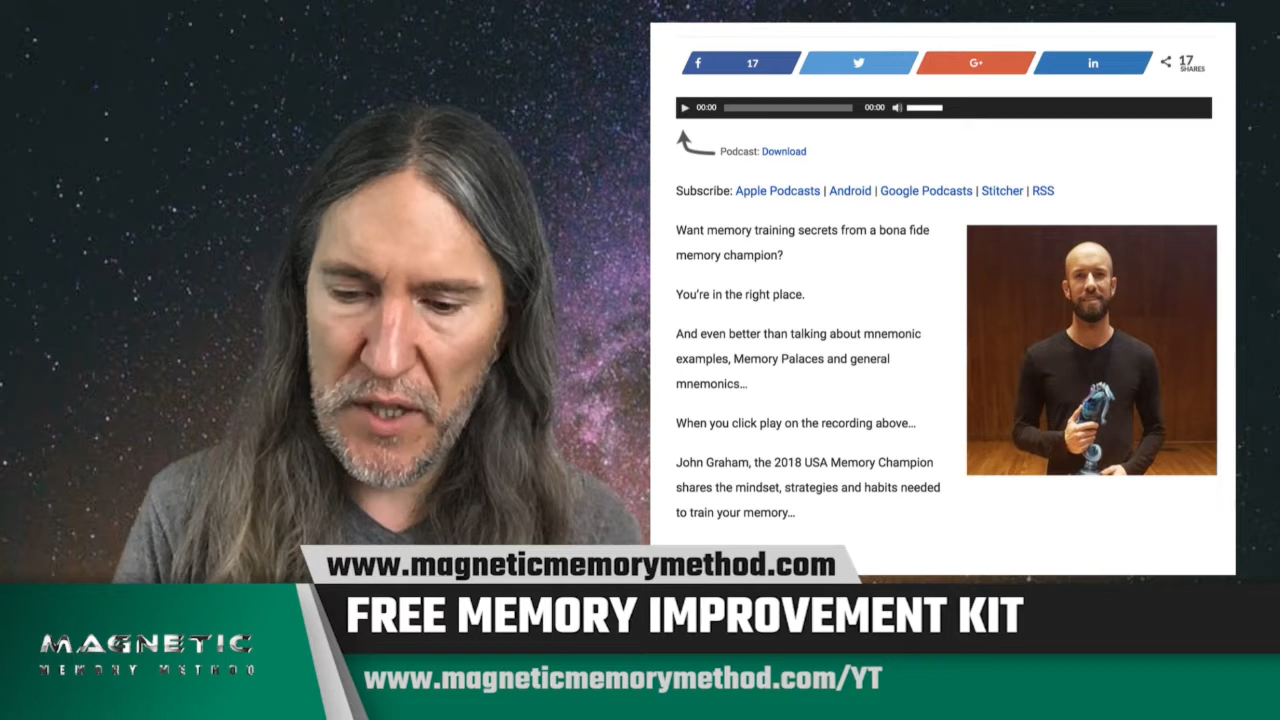 17
G+
in
17
SHARES
00:00
00:00
Podcast: Download
Subscribe: Apple Podcasts | Android | Google Podcasts | Stitcher | RSS
Want memory training secrets from a bona fide
memory champion?
You're in the right place.
And even better than talking about mnemonic
examples, Memory Palaces and general
mnemonics...
When you click play on the recording above...
John Graham, the 2018 USA Memory Champion
shares the mindset, strategies and habits needed
to train your memory...
www.magneticmemorymethod.com
FREE MEMORY IMPROVEMENT KIT
MAGNETIC
MEMORY METHOD
www.magneticmemorymethod.com/YT